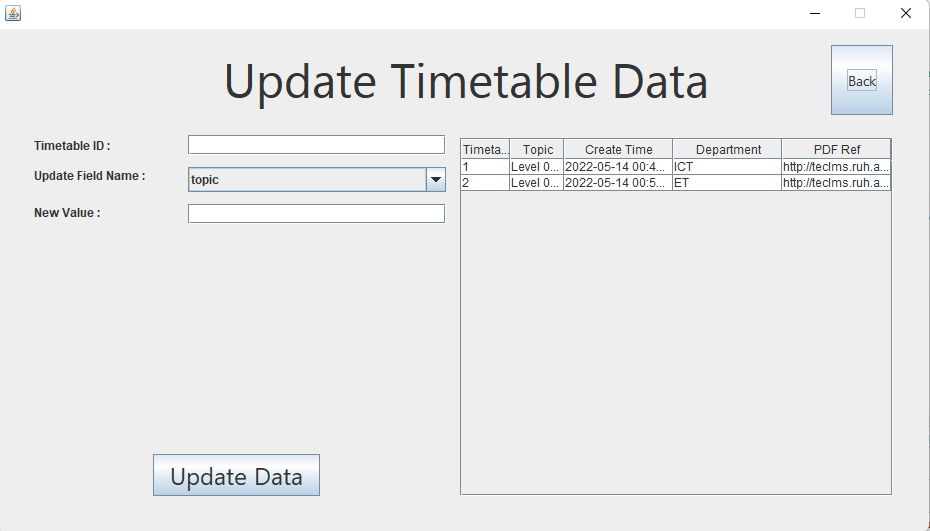 Update Timetable Data
Back
Timetable ID :
Update Field Name :
topic
New Value :
Timeta... Topic Create Time Department PDF Ref
1 Level 0... 2022-05-14 00:4... ICT http://teclms.ruh.a...
2 Level 0... 2022-05-14 00:5... ET http://teclms.ruh.a...
Update Data